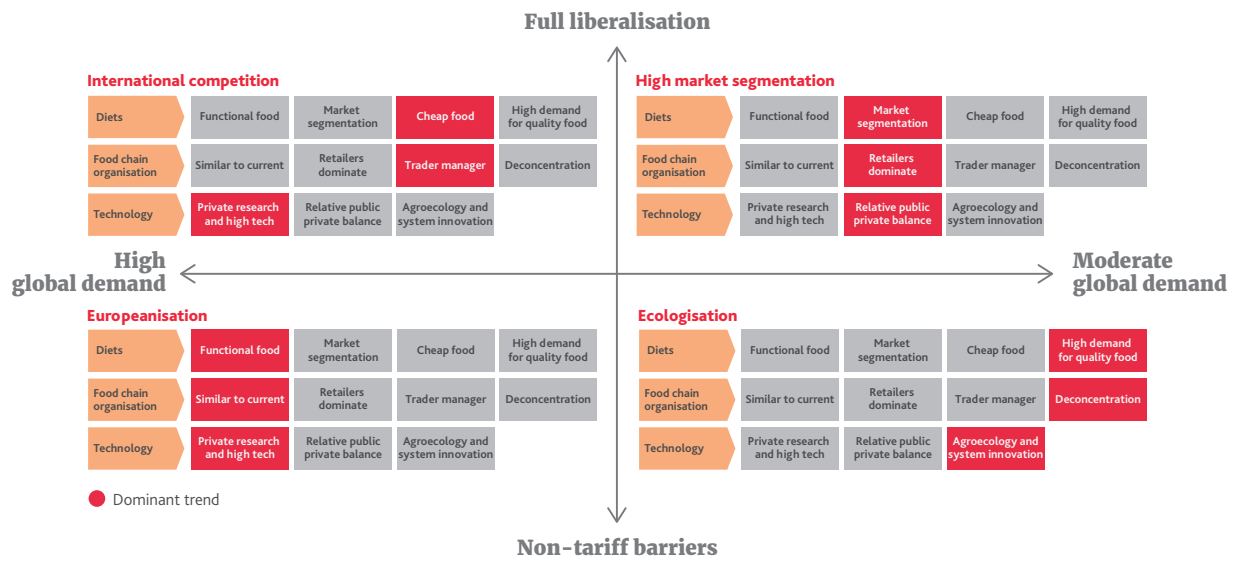 Full liberalisation
International competition
Diets
Functional food
Market
segmentation
Cheap food
High demand
for quality food
Food chain
organisation
Similar to current
Retailers
dominate
Trader manager
Deconcentration
Technology
Private research
and high tech
Relative public
private balance
Agroecology and
system innovation
High market segmentation
Diets
Functional food
Market
segmentation
Cheap food
High demand
for quality food
Food chain
organisation
Similar to current
Retailers
dominate
Trader manager
Deconcentration
Technology
Private research
and high tech
Relative public
private balance
Agroecology and
system innovation
High
global demand
Moderate
global demand
Europeanisation
Diets
Functional food
Market
segmentation
Cheap food
High demand
for quality food
Food chain
organisation
Similar to current
Retailers
dominate
Trader manager
Deconcentration
Technology
Private research
and high tech
Relative public
private balance
Agroecology and
system innovation
Ecologisation
Diets
Functional food
Market
segmentation
Cheap food
High demand
for quality food
Food chain
organisation
Similar to current
Retailers
dominate
Trader manager
Deconcentration
Technology
Private research
and high tech
Relative public
private balance
Agroecology and
system innovation
Dominant trend
Non-tariff barriers